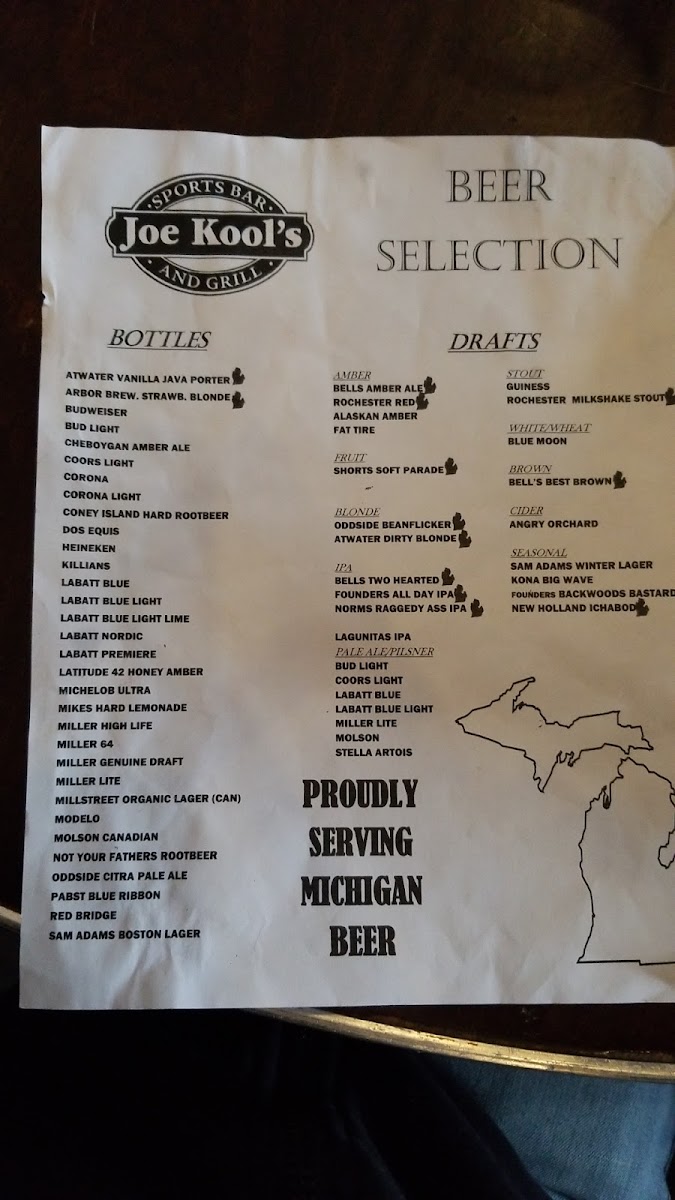 SPORTS BAR
Joe Kool's
AND GRILL
BEER
SELECTION
BOTTLES
ATWATER VANILLA JAVA PORTER
ARBOR BREW. STRAWB. BLONDE
BUDWEISER
BUD LIGHT
CHEBOYGAN AMBER ALE
COORS LIGHT
CORONA
CORONA LIGHT
CONEY ISLAND HARD ROOTBEER
DOS EQUIS
HEINEKEN
KILLIANS
LABATT BLUE
LABATT BLUE LIGHT
LABATT BLUE LIGHT LIME
LABATT NORDIC
LABATT PREMIERE
LATITUDE 42 HONEY AMBER
MICHELOB ULTRA
MIKES HARD LEMONADE
MILLER HIGH LIFE
MILLER 64
MILLER GENUINE DRAFT
MILLER LITE
MILLSTREET ORGANIC LAGER (CAN)
MODELO
MOLSON CANADIAN
NOT YOUR FATHERS ROOTBEER
ODDSIDE CITRA PALE ALE
PABST BLUE RIBBON
RED BRIDGE
SAM ADAMS BOSTON LAGER
DRAFTS
AMBER
BELLS AMBER ALE
ROCHESTER RED
ALASKAN AMBER
FAT TIRE
FRUIT
SHORTS SOFT PARADE
BLONDE
ODDSIDE BEANFLICKER
ATWATER DIRTY BLONDE
IPA
BELLS TWO HEARTED
FOUNDERS ALL DAY IPA
NORMS RAGGEDY ASS IPA
LAGUNITAS IPA
PALE ALE/PILSNER
BUD LIGHT
COORS LIGHT
LABATT BLUE
LABATT BLUE LIGHT
MILLER LITE
MOLSON
STELLA ARTOIS
STOUT
GUINESS
ROCHESTER MILKSHAKE STOUT
WHITE/WHEAT
BLUE MOON
BROWN
BELL'S BEST BROWN
CIDER
ANGRY ORCHARD
SEASONAL
SAM ADAMS WINTER LAGER
KONA BIG WAVE
FOUNDERS BACKWOODS BASTARD
NEW HOLLAND ICHABOD
PROUDLY
SERVING
MICHIGAN
BEER